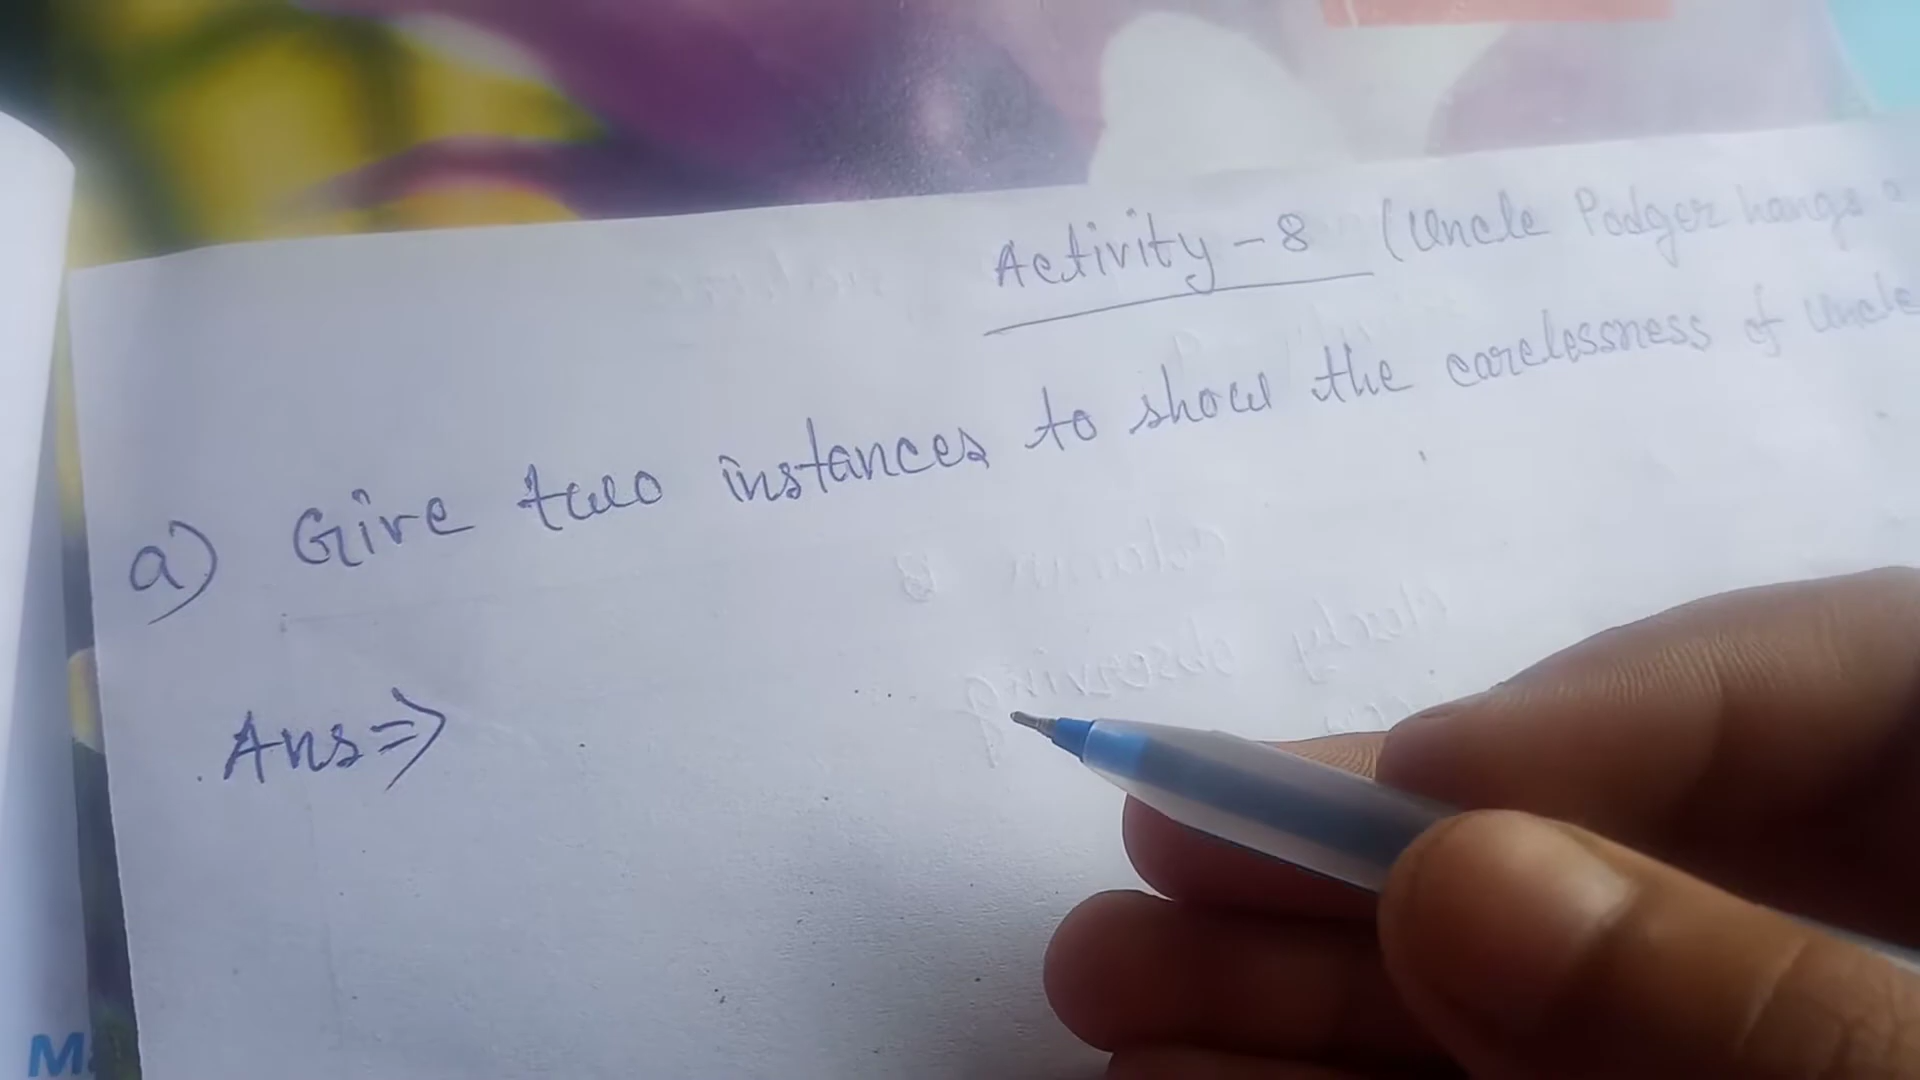 Activity - 8 (Uncle Podger hangs a
a) Give two instances to show the carelessness of Uncle
Ans⇒